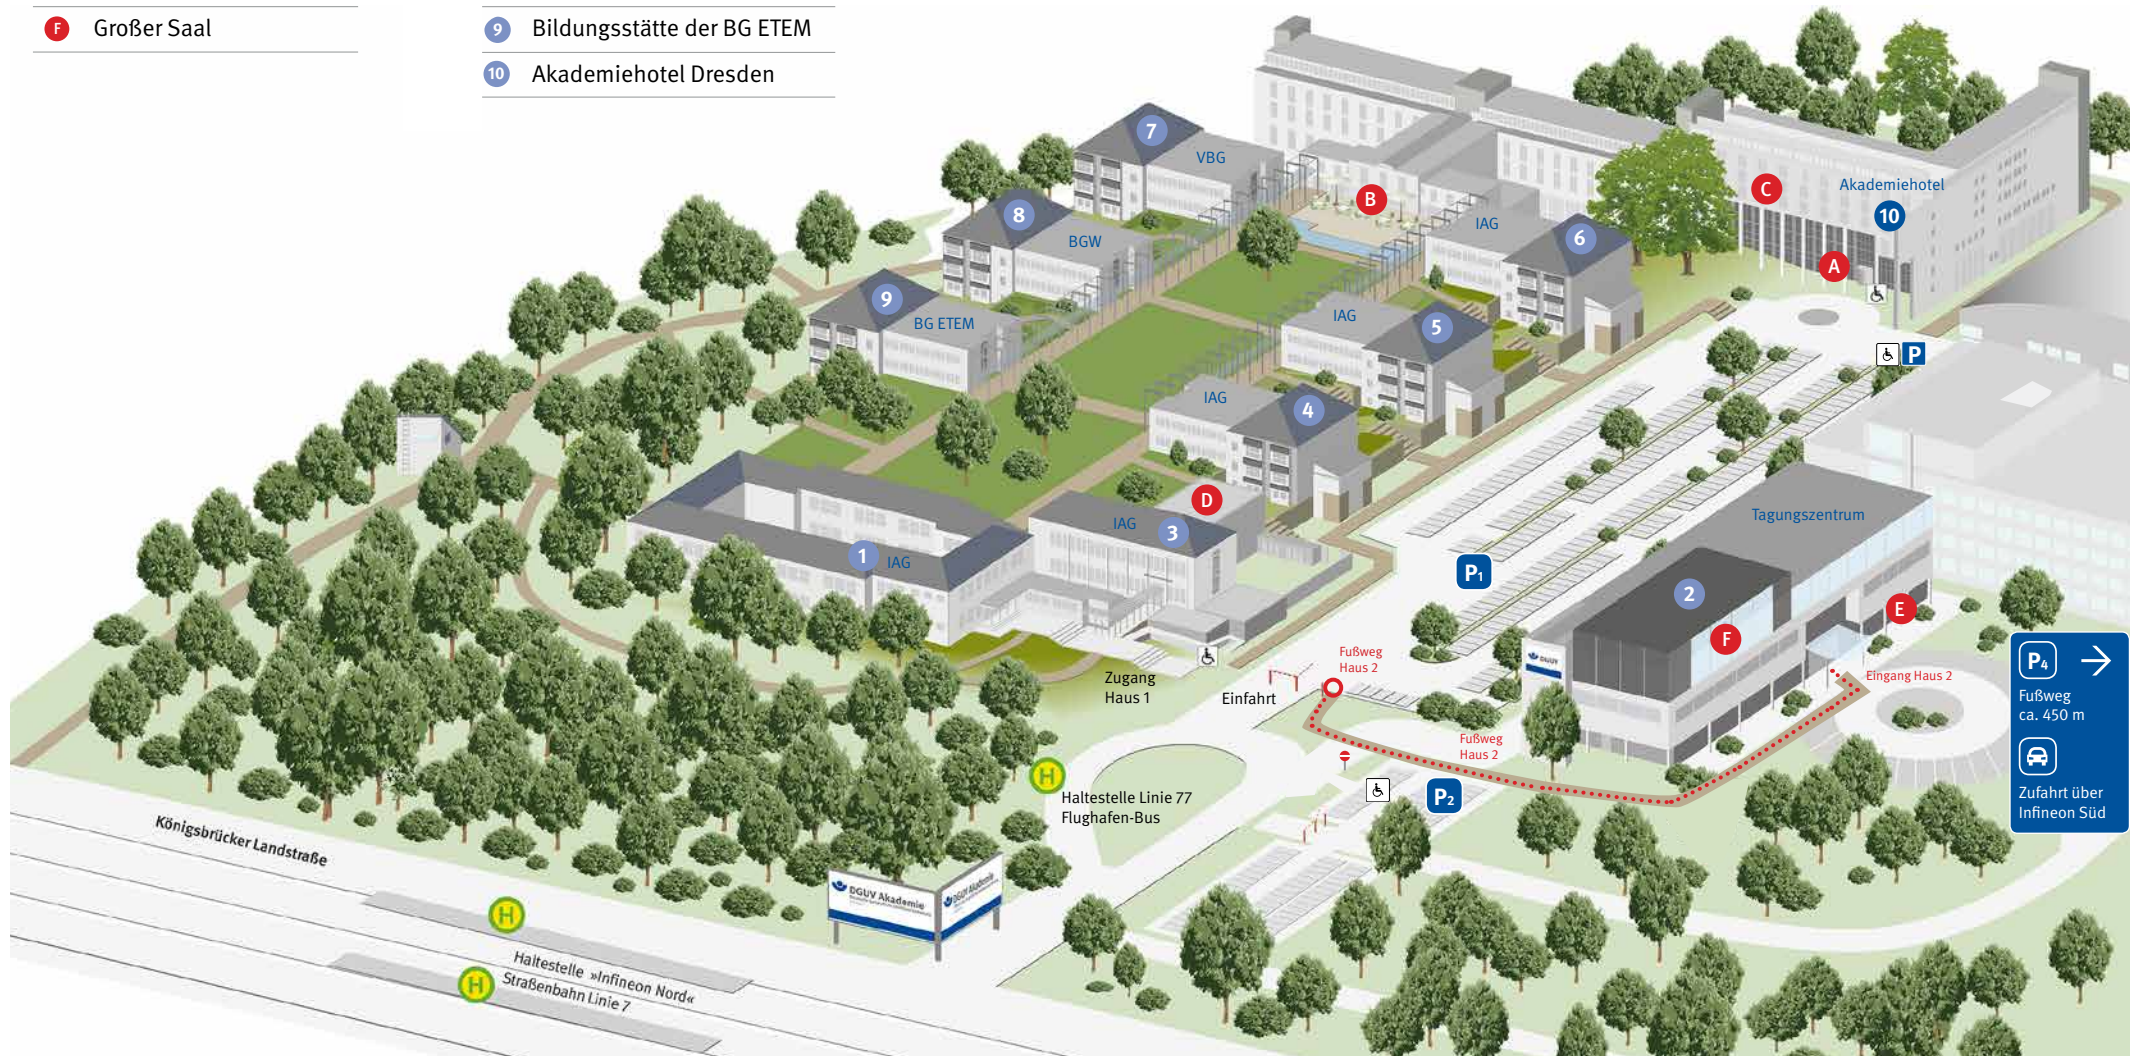 F Großer Saal
9 Bildungsstätte der BG ETEM
10 Akademiehotel Dresden
7
VBG
8
BGW
9
BG ETEM
B
C
Akademiehotel
10
A
IAG
6
IAG
5
IAG
4
D
IAG
3
1
IAG
P
Tagungszentrum
2
F
E
P1
DGUV
Fußweg
Haus 2
Eingang Haus 2
Zugang
Haus 1
Einfahrt
Fußweg
Haus 2
P2
P4
Fußweg
ca. 450 m
Zufahrt über
Infineon Süd
H
Haltestelle Linie 77
Flughafen-Bus
Königsbrücker Landstraße
DGUV Akademie
DGUV Akademie
H
Haltestelle »Infineon Nord«
H
Straßenbahn Linie 7